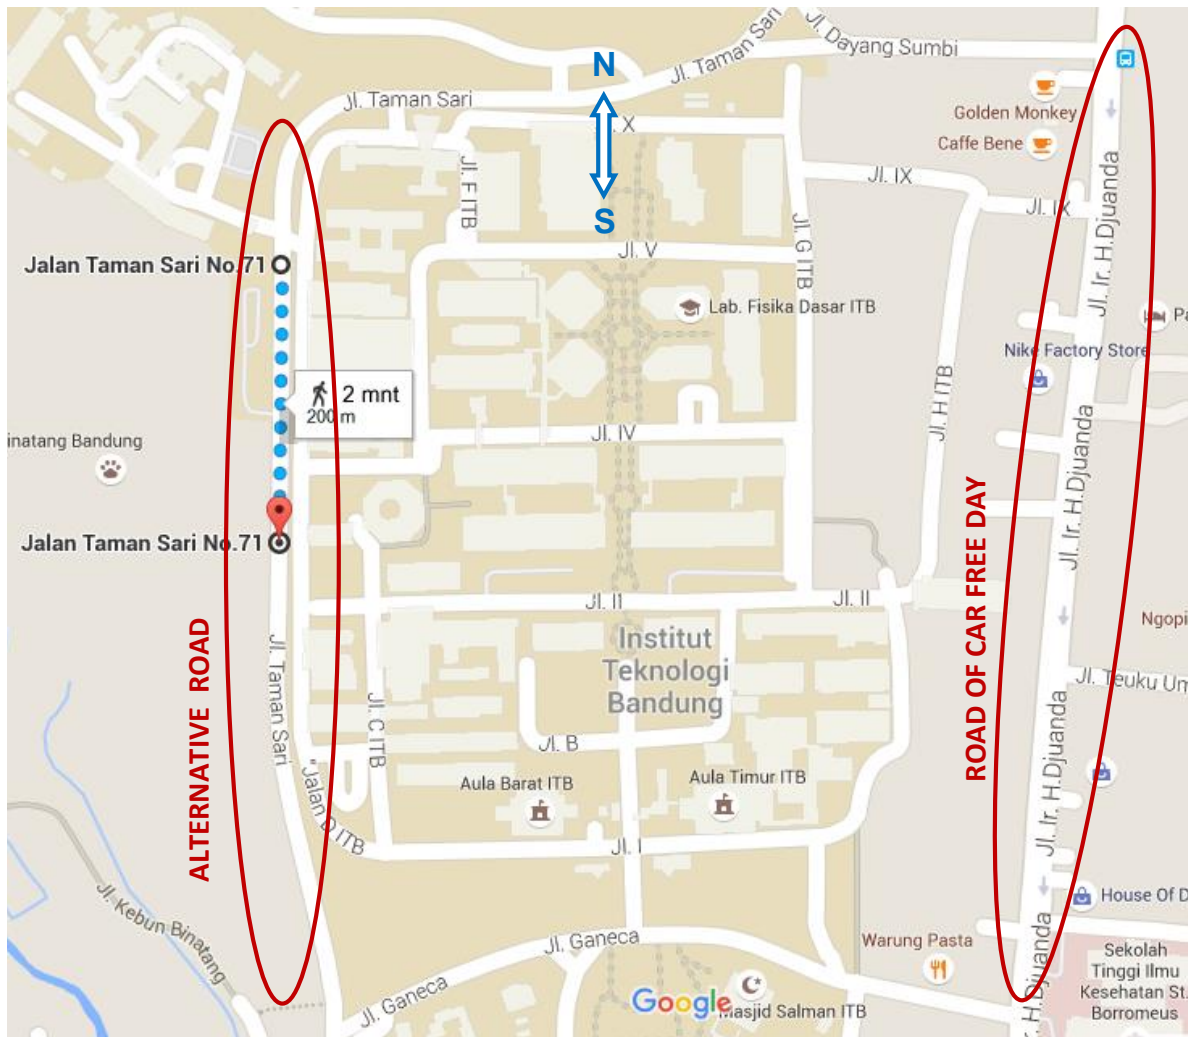 Jl. Dayang Sumbi
Jl. Taman Sari
N
Jl. Taman Sari
Golden Monkey
X
Caffe Bene
Jl. F ITB
Jl. IX
Jl. IX
S
Jl. G ITB
Jl. Ir. H.Djuanda
Jl. V
Jalan Taman Sari No.71
Lab. Fisika Dasar ITB
Pa
Nike Factory Store
2 mnt
200 m
Jl. H ITB
Jl. IV
inatang Bandung
Jl. Ir. H.Djuanda
Jalan Taman Sari No.71
ROAD OF CAR FREE DAY
Jl. II
Jl. II
Institut
Teknologi
Bandung
Ngopi
Jl. Teuku Um
ALTERNATIVE ROAD
Jl. Taman Sari
Jl. C ITB
Jl. B
Jl. Ir. H.Djuanda
Aula Barat ITB
Aula Timur ITB
"Jalan D ITB
Jl. I
House Of D
Jl. Kebun Binatang
Jl. Ganeca
Warung Pasta
Sekolah
Tinggi Ilmu
Kesehatan St.
Borromeus
Jl. Ganeca
Google
Masjid Salman ITB
r. H.Djuanda